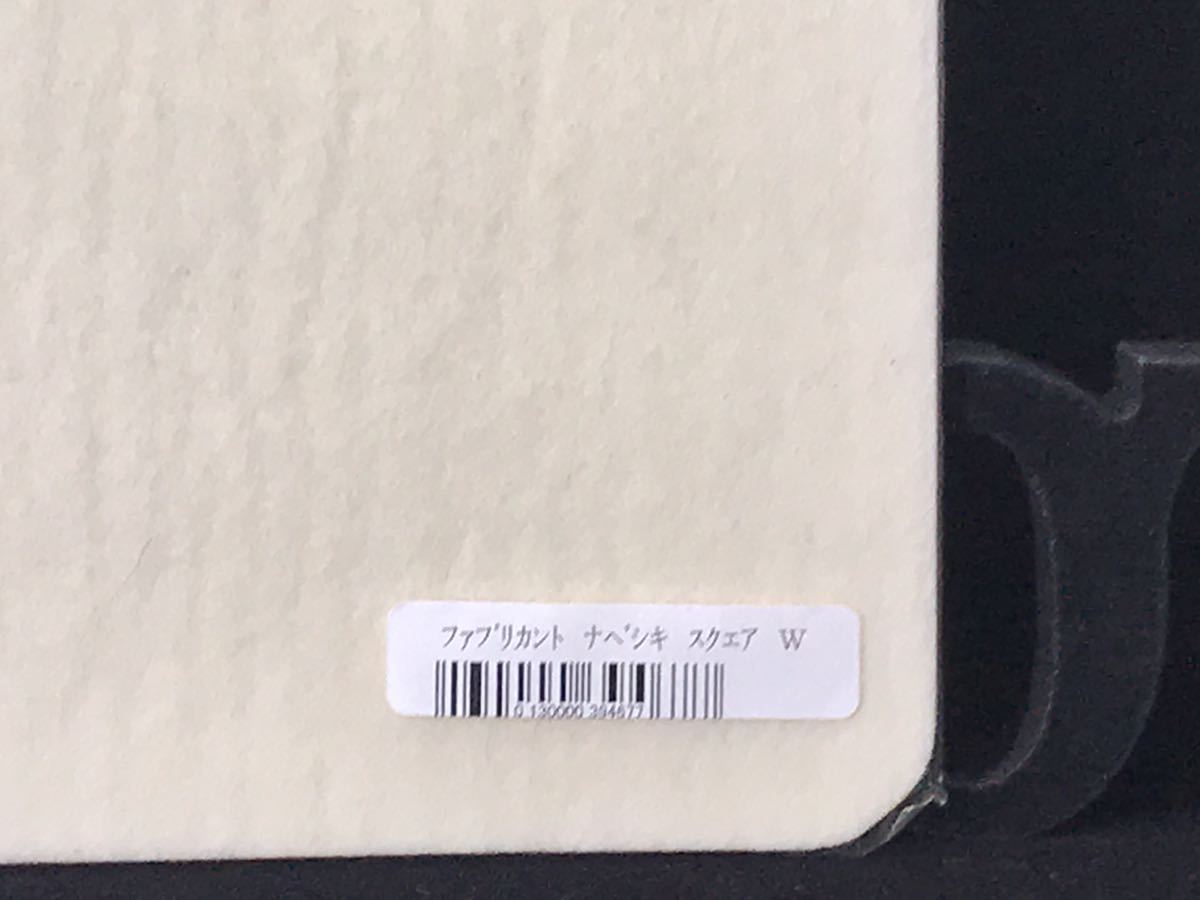 ﾌｧﾌﾞﾘｶﾝﾄ ﾅﾍﾞｼｷ ｽｸｴｱ W
0 130000 394677